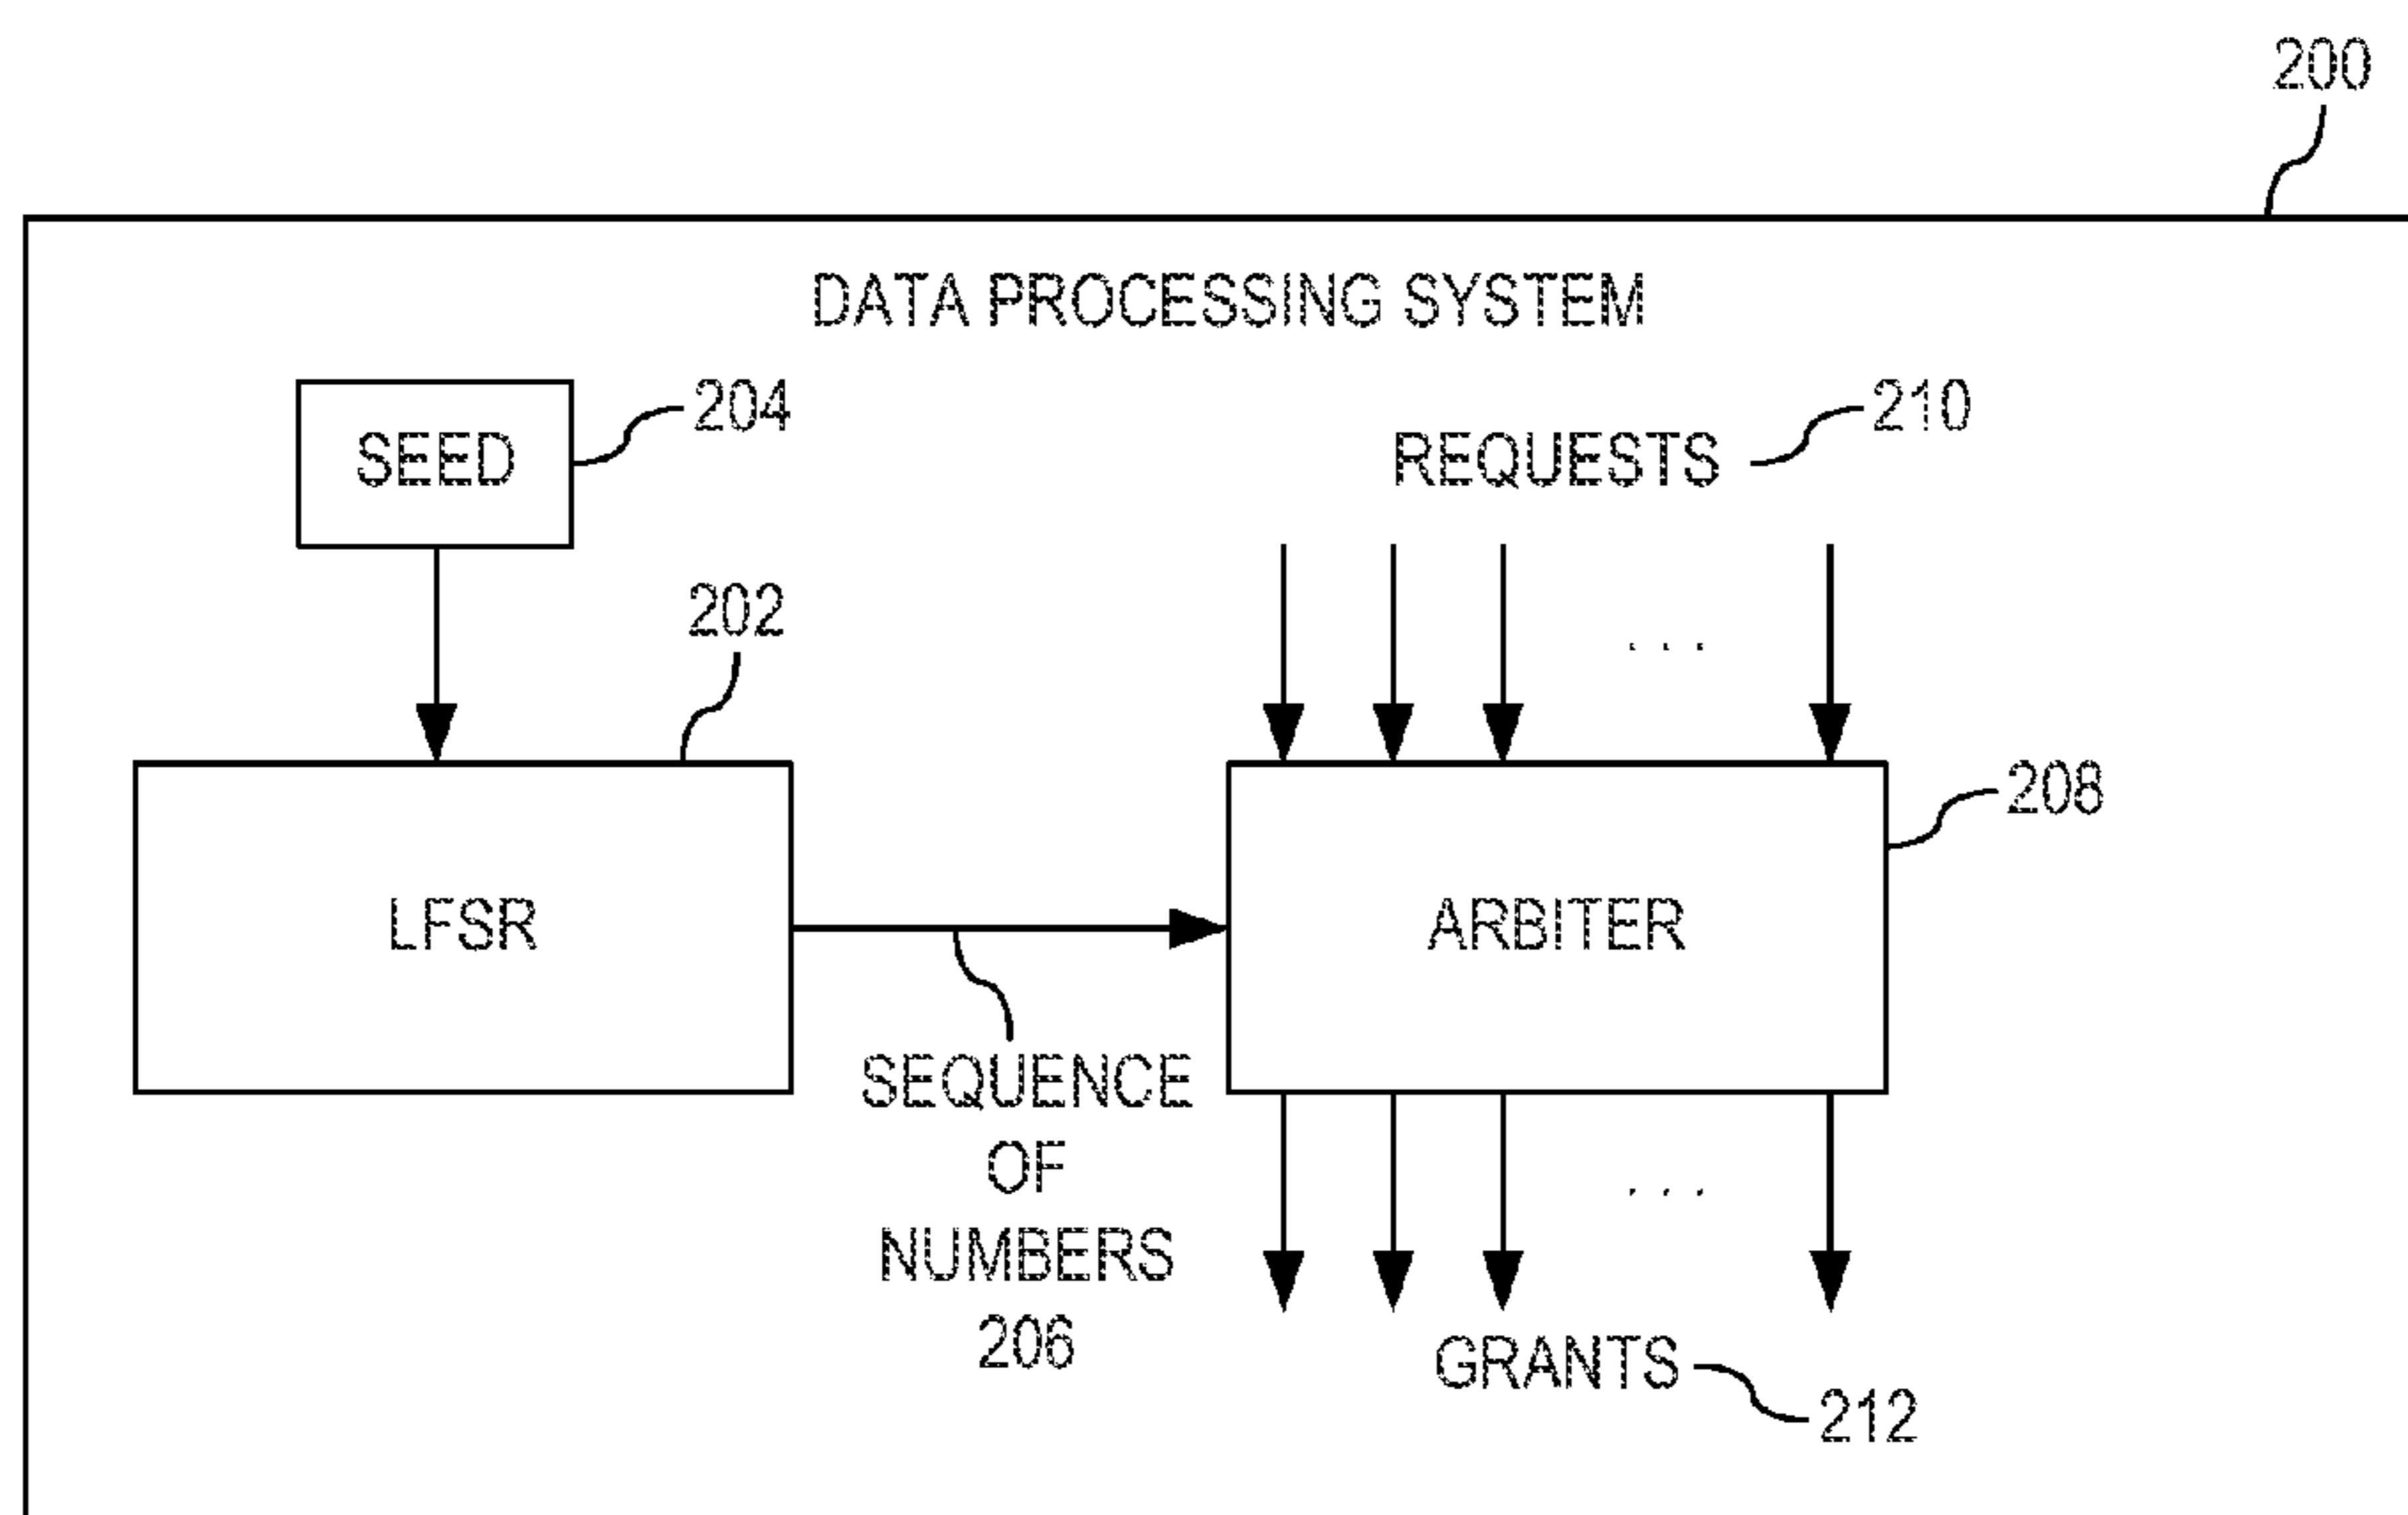 200
DATA PROCESSING SYSTEM
SEED
204
REQUESTS
210
202
. . .
LFSR
ARBITER
208
SEQUENCE
OF
NUMBERS
206
. . .
GRANTS
212